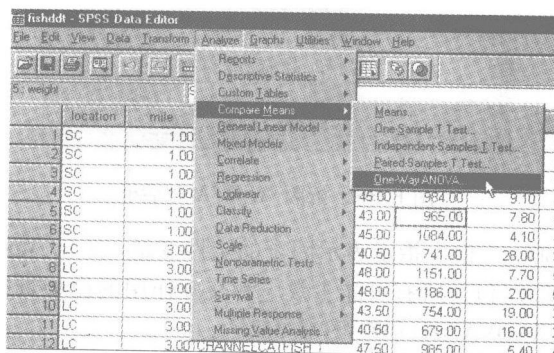 fishddt - SPSS Data Editor
File Edit View Data Transform Analyze Graphs Utilities Window Help
5 : weight
Reports
Descriptive Statistics
Custom Tables
Compare Means
General Linear Model
Mixed Models
Correlate
Regression
Loglinear
Classify
Data Reduction
Scale
Nonparametric Tests
Time Series
Survival
Multiple Response
Missing Value Analysis...
Means...
One-Sample T Test...
Independent-Samples T Test...
Paired-Samples T Test...
One-Way ANOVA...
location mile
1 SC 1.00
2 SC 1.00
3 SC 1.00
4 SC 1.00 45.00 984.00 9.10
5 SC 1.00 43.00 965.00 7.80
6 SC 1.00 45.00 1084.00 4.10
7 LC 3.00 40.50 741.00 28.00
8 LC 3.00 48.00 1151.00 7.70
9 LC 3.00 48.00 1186.00 2.00
10 LC 3.00 43.50 754.00 19.00
11 LC 3.00 40.50 679.00 16.00
12 LC 3.00 CHANNELCATFISH 47.50 985.00 5.40